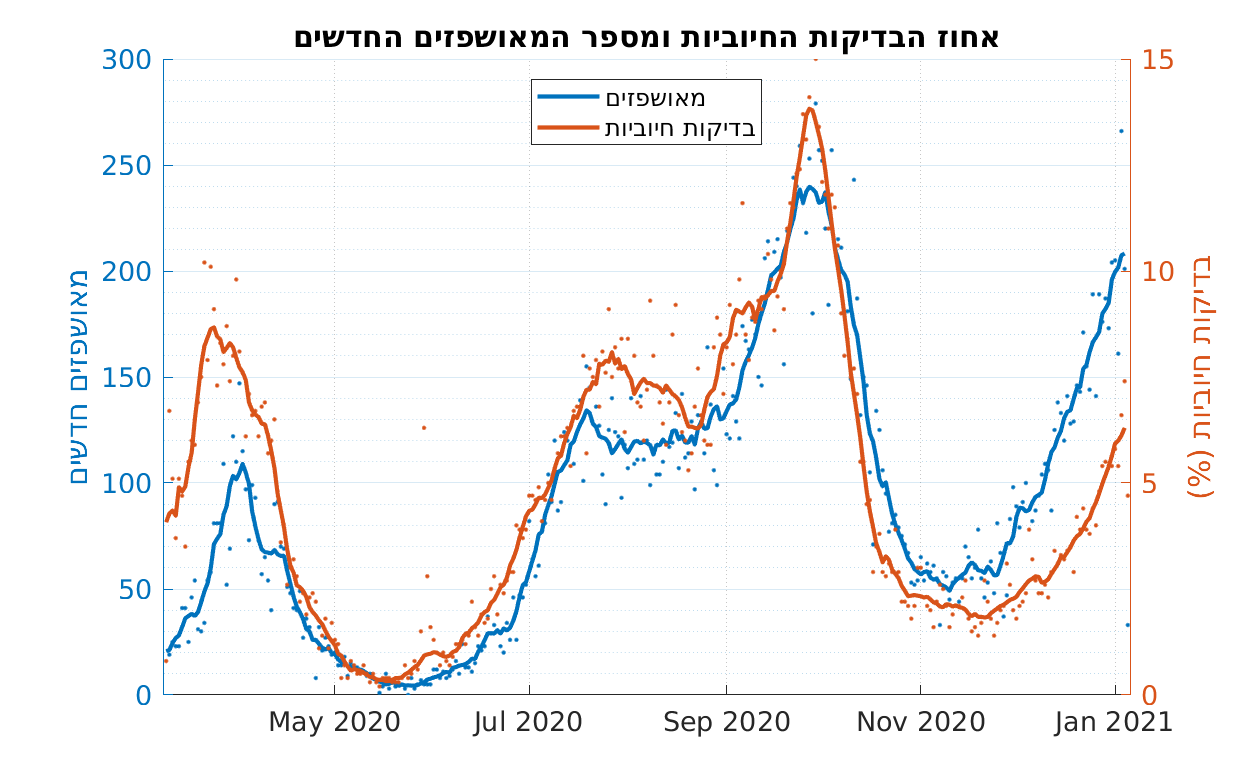 אחוז הבדיקות החיוביות ומספר המאושפזים החדשים
מאושפזים
בדיקות חיוביות
300
250
200
150
100
50
0
מאושפזים חדשים
15
10
5
0
בדיקות חיוביות (%)
May 2020
Jul 2020
Sep 2020
Nov 2020
Jan 2021